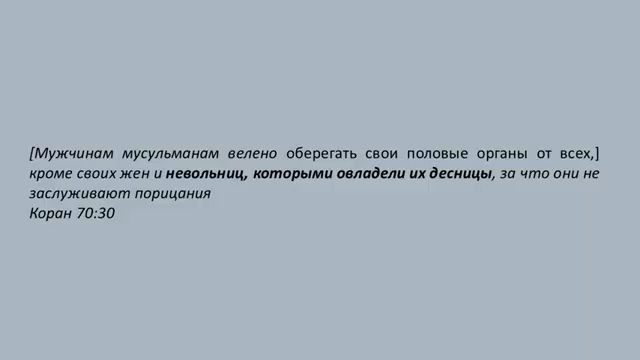 [Мужчинам мусульманам велено оберегать свои половые органы от всех,]
кроме своих жен и невольниц, которыми овладели их десницы, за что они не
заслуживают порицания
Коран 70:30